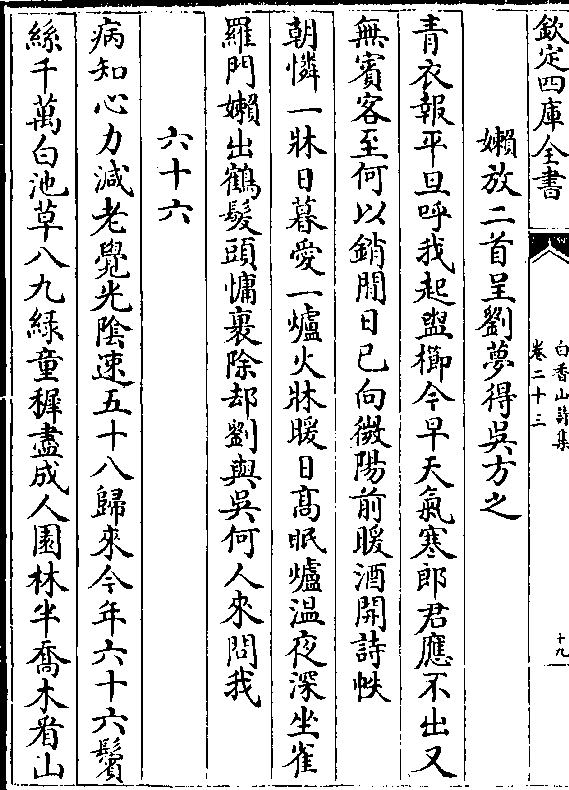 欽定四庫全書
白香山詩集
卷二十三
十九
嬾放二首呈劉夢得吳方之
青衣報平旦呼我起盥櫛今早天氣寒郎君應不出又
無賓客至何以銷閒日已向微陽前暖酒開詩帙
朝憐一牀日暮愛一爐火牀暖日髙眠爐温夜深坐雀
羅門嬾出鶴髪頭慵裹除却劉與吳何人來問我
六十六
病知心力減老覺光陰速五十八歸來今年六十六鬢
絲千萬白池草八九緑童穉盡成人園林半喬木看山